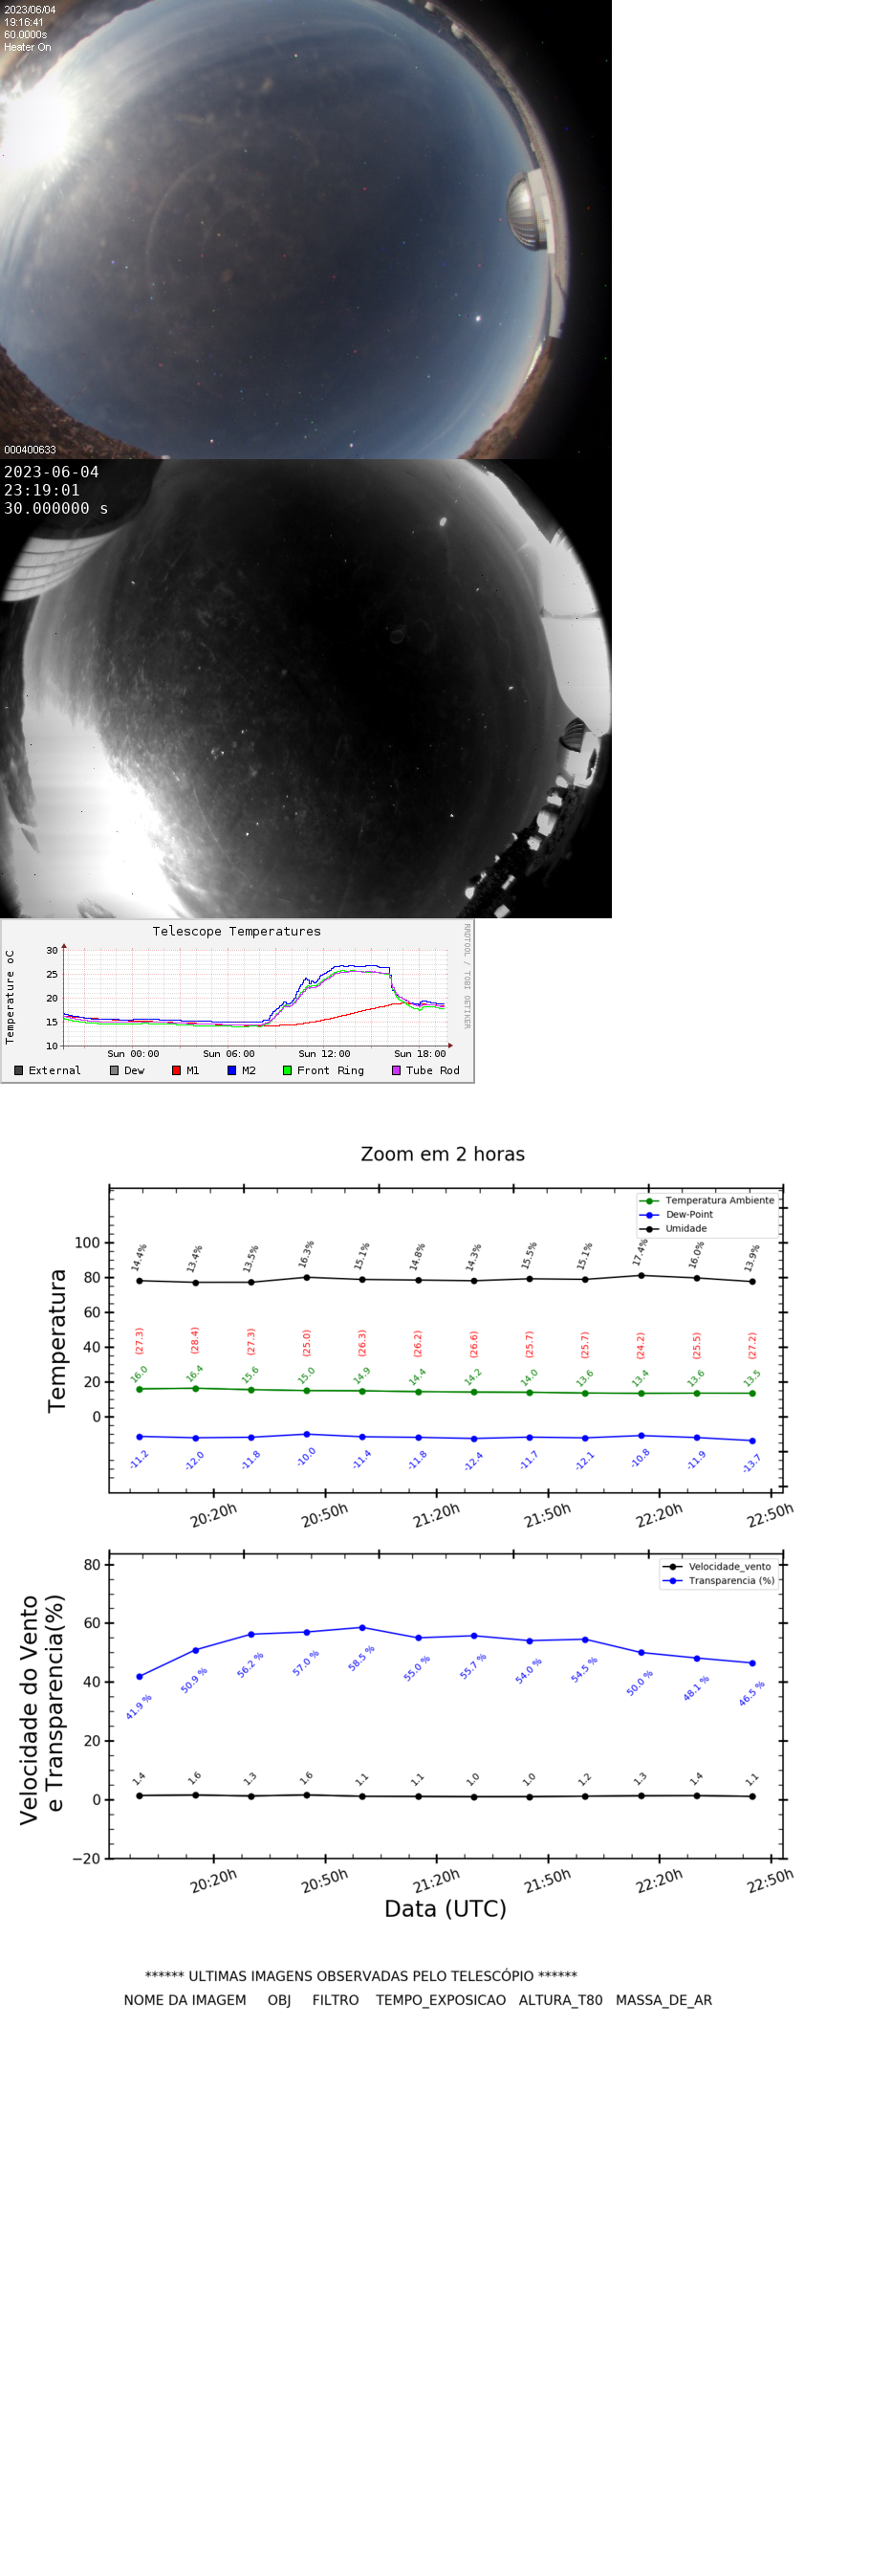 2023/06/04
19:16:41
60.0000s
Heater On
000400633
2023-06-04
23:19:01
30.000000 s
Telescope Temperatures
RRDTOOL / TOBI OETIKER
Temperature oC
30
25
20
15
10
Sun 00:00 Sun 06:00 Sun 12:00 Sun 18:00
External Dew M1 M2 Front Ring Tube Rod
Zoom em 2 horas
Temperatura Ambiente
Dew-Point
Umidade
Temperatura
100
80
60
40
20
0
14.4% 13.4% 13.5% 16.3% 15.1% 14.8% 14.3% 15.5% 15.1% 17.4% 16.0% 13.9%
(27.3) (28.4) (27.3) (25.0) (26.3) (26.2) (26.6) (25.7) (25.7) (24.2) (25.5) (27.2)
16.0 16.4 15.6 15.0 14.9 14.4 14.2 14.0 13.6 13.4 13.6 13.5
-11.2 -12.0 -11.8 -10.0 -11.4 -11.8 -12.4 -11.7 -12.1 -10.8 -11.9 -13.7
20:20h 20:50h 21:20h 21:50h 22:20h 22:50h
Velocidade_vento
Transparencia (%)
Velocidade do Vento
e Transparencia(%)
80
60
40
20
0
−20
41.9 % 50.9 % 56.2 % 57.0 % 58.5 % 55.0 % 55.7 % 54.0 % 54.5 % 50.0 % 48.1 % 46.5 %
1.4 1.6 1.3 1.6 1.1 1.1 1.0 1.0 1.2 1.3 1.4 1.1
20:20h 20:50h 21:20h 21:50h 22:20h 22:50h
Data (UTC)
****** ULTIMAS IMAGENS OBSERVADAS PELO TELESCÓPIO ******
NOME DA IMAGEM OBJ FILTRO TEMPO_EXPOSICAO ALTURA_T80 MASSA_DE_AR